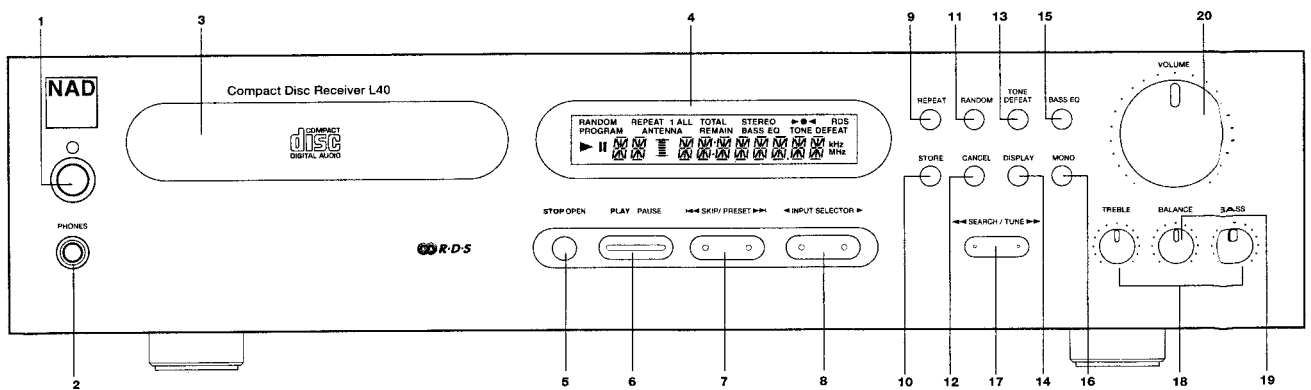 1
3
4
9
11
13
15
20
NAD
Compact Disc Receiver L40
COMPACT
disc
DIGITAL AUDIO
RANDOM REPEAT 1 ALL TOTAL STEREO ►●◄ RDS
PROGRAM ANTENNA REMAIN BASS EQ TONE DEFEAT
► II kHz
MHz
REPEAT
RANDOM
TONE
DEFEAT
BASS EQ
VOLUME
STORE
CANCEL
DISPLAY
MONO
PHONES
R·D·S
STOP OPEN
PLAY PAUSE
I◄◄ SKIP/ PRESET ►►I
◄ INPUT SELECTOR ►
◄◄ SEARCH / TUNE ►►
TREBLE
BALANCE
BASS
2
5
6
7
8
10
12
17
14
16
18
19